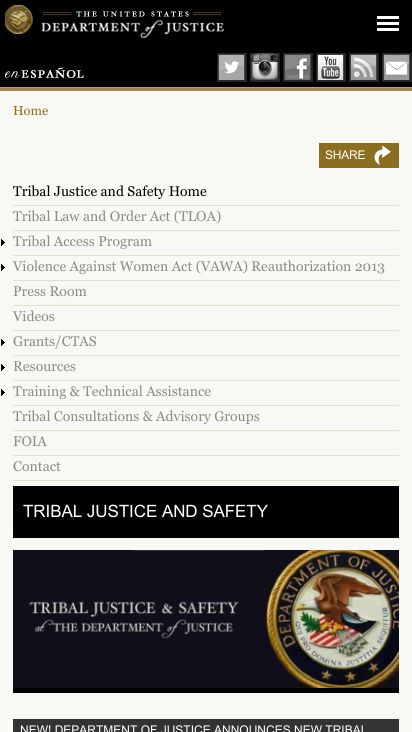 THE UNITED STATES
DEPARTMENT of JUSTICE
en ESPAÑOL
You
Tube
Home
SHARE
Tribal Justice and Safety Home
Tribal Law and Order Act (TLOA)
Tribal Access Program
Violence Against Women Act (VAWA) Reauthorization 2013
Press Room
Videos
Grants/CTAS
Resources
Training & Technical Assistance
Tribal Consultations & Advisory Groups
FOIA
Contact
TRIBAL JUSTICE AND SAFETY
TRIBAL JUSTICE & SAFETY
at THE DEPARTMENT of JUSTICE
DEPARTMENT OF JUSTICE
QUI PRO DOMINA JUSTITIA
NEW! DEPARTMENT OF JUSTICE ANNOUNCES NEW TRIBAL